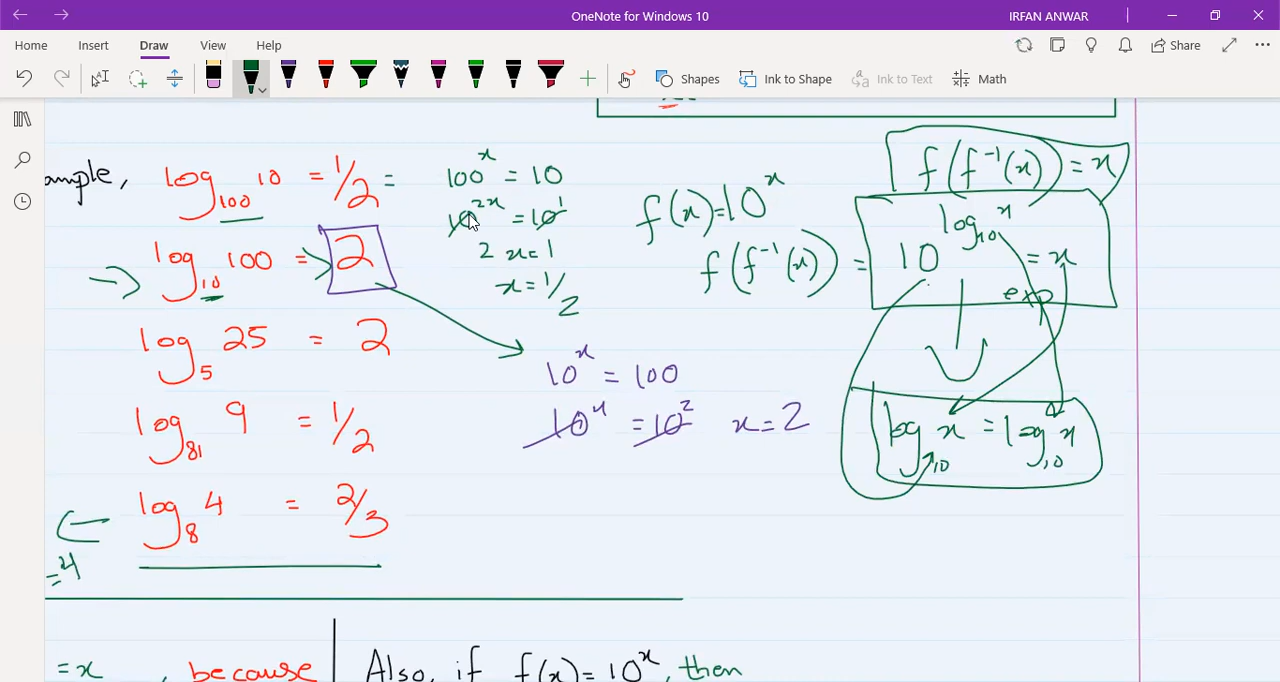 OneNote for Windows 10
IRFAN ANWAR
Home Insert Draw View Help
Share
Shapes
Ink to Shape
Ink to Text
Math
ample, log₁₀₀ 10 = 1/2 =
100ˣ = 10
10²ˣ = 10¹
2x = 1
x = 1/2
log₁₀ 100 = 2
log₅ 25 = 2
log₈₁ 9 = 1/2
log₈ 4 = 2/3
= 4
10ˣ = 100
10ˣ = 10² x = 2
f(f⁻¹(x)) = x
f(x) = 10ˣ
f(f⁻¹(x)) = 10^(log₁₀ x) = x
exp
log₁₀ x = log₁₀ x
= x , because
Also, if f(x) = 10ˣ, then